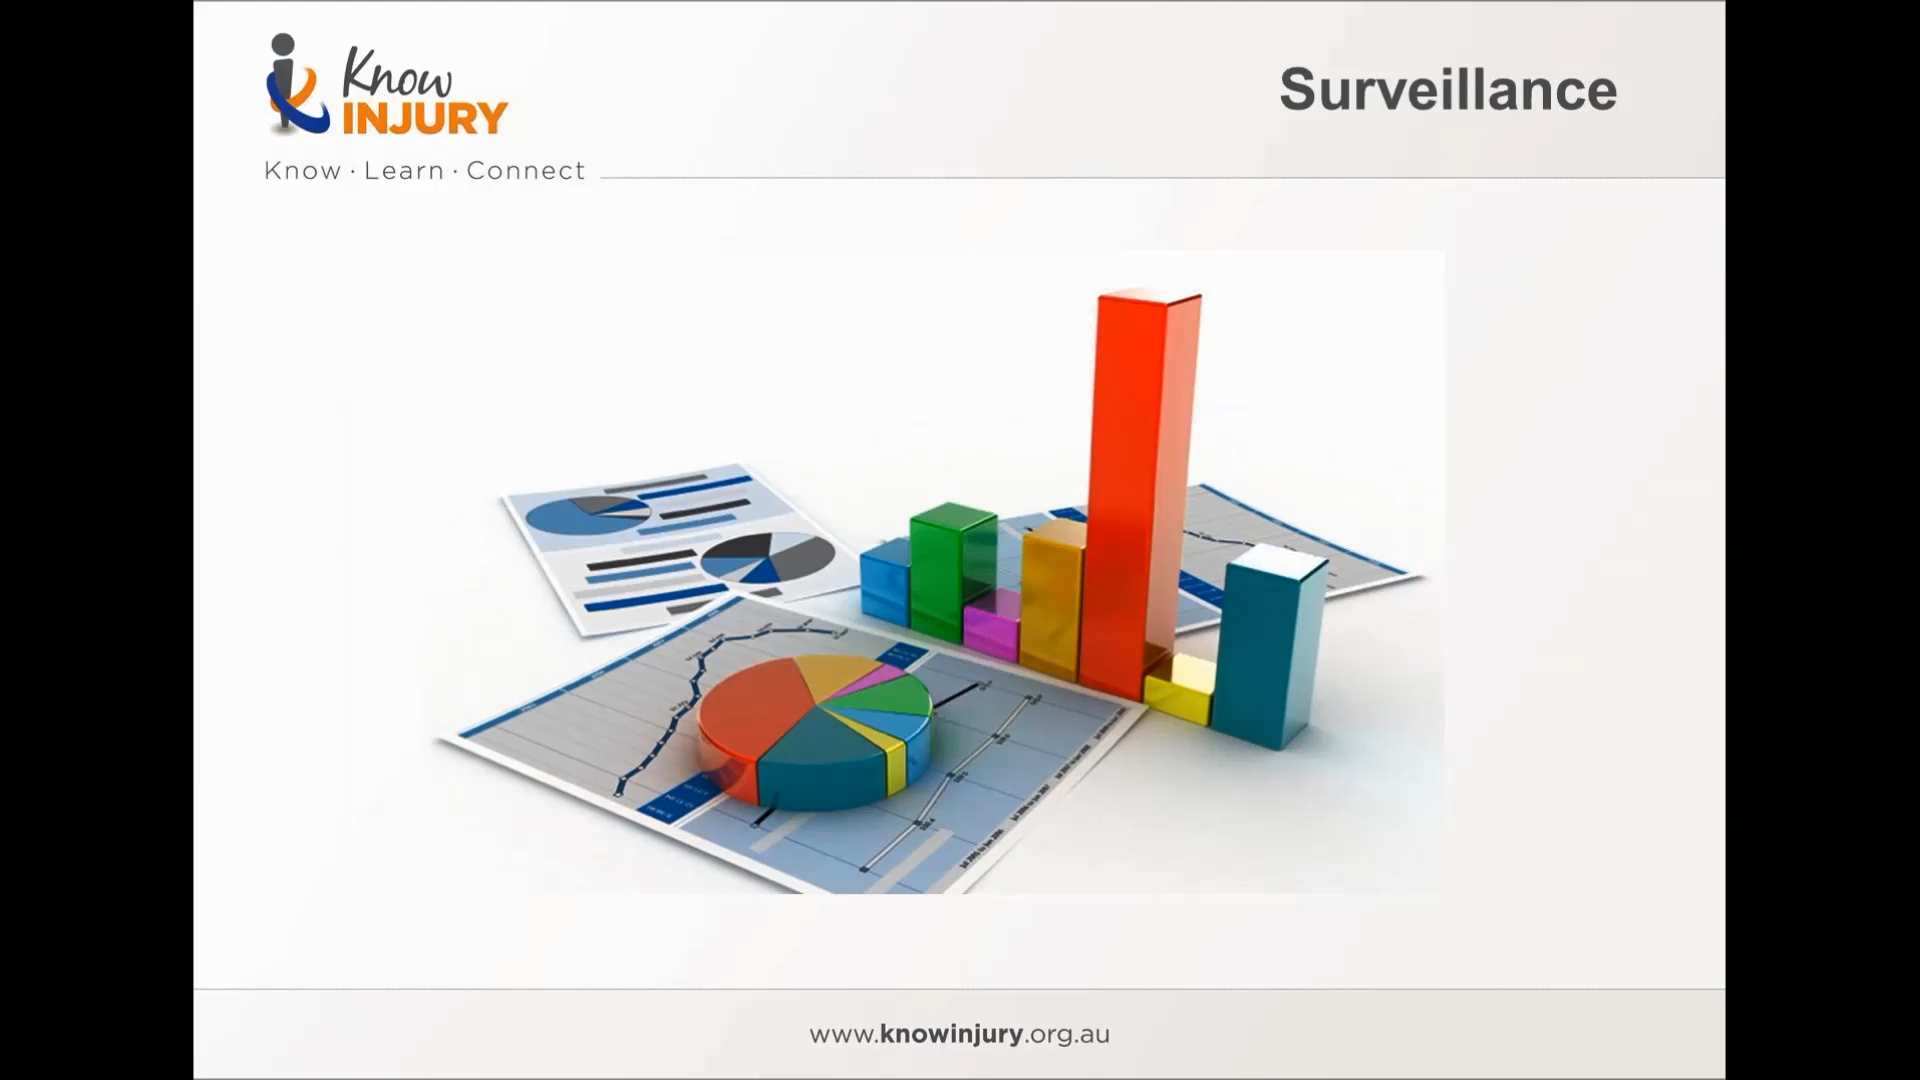 Know
INJURY
Surveillance
Know · Learn · Connect
www.knowinjury.org.au